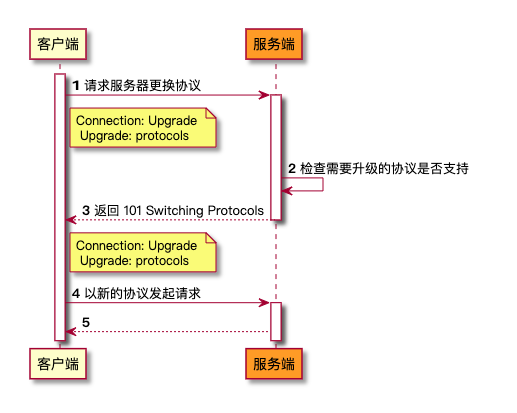 客户端
服务端
1 请求服务器更换协议
Connection: Upgrade
Upgrade: protocols
2 检查需要升级的协议是否支持
3 返回 101 Switching Protocols
Connection: Upgrade
Upgrade: protocols
4 以新的协议发起请求
5
客户端
服务端